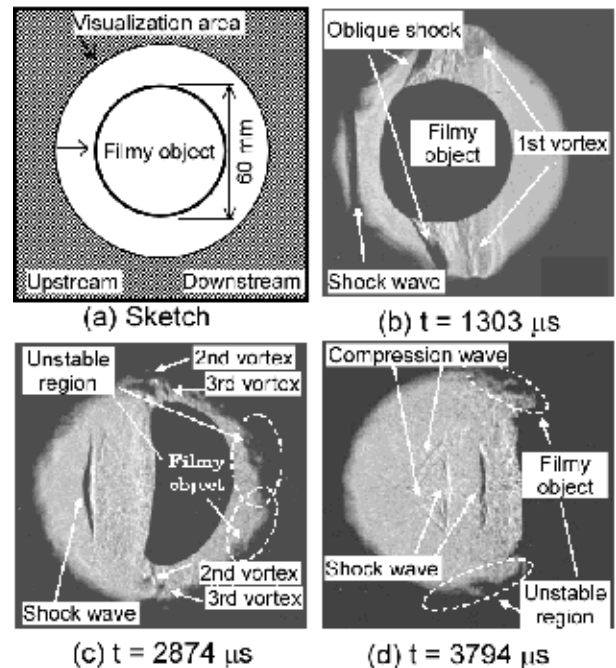 Visualization area
Filmy object
60 mm
Upstream
Downstream
(a) Sketch
Oblique shock
Filmy
object
1st vortex
Shock wave
(b) t = 1303 μs
Unstable
region
2nd vortex
3rd vortex
Filmy
object
2nd vortex
3rd vortex
Shock wave
(c) t = 2874 μs
Compression wave
Filmy
object
Shock wave
Unstable
region
(d) t = 3794 μs